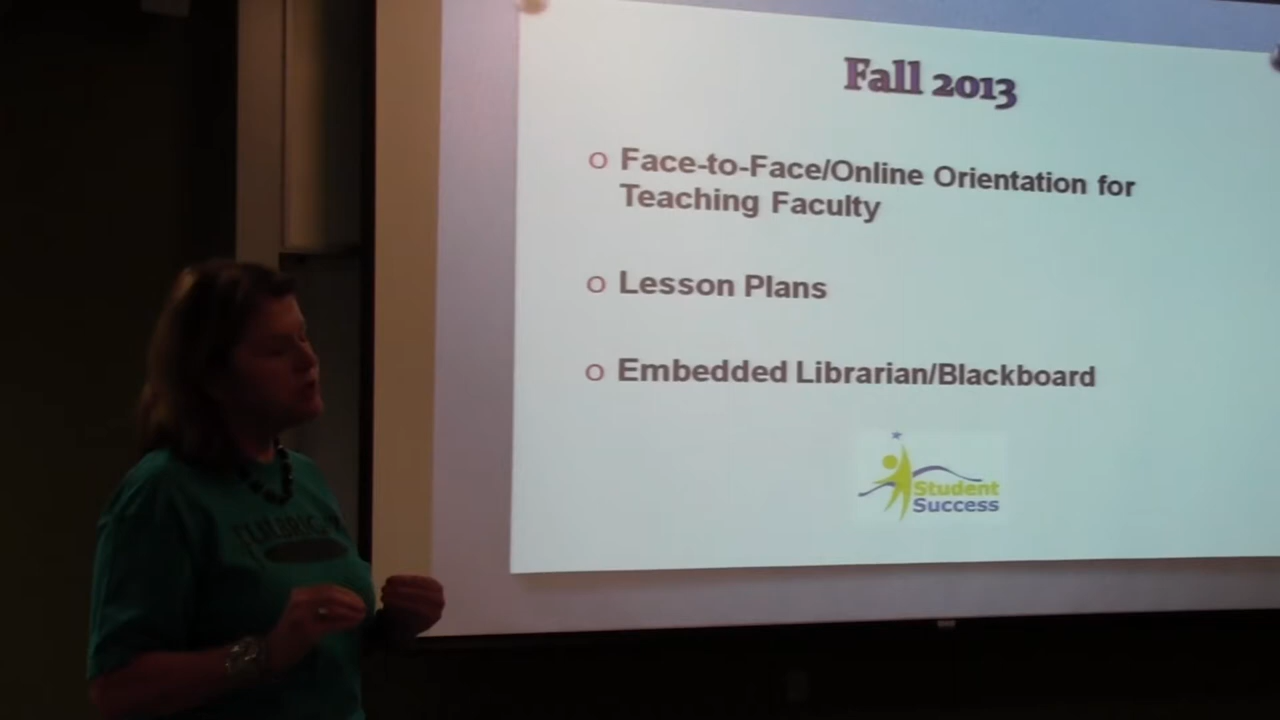 Fall 2013
o Face-to-Face/Online Orientation for
Teaching Faculty
o Lesson Plans
o Embedded Librarian/Blackboard
Student
Success